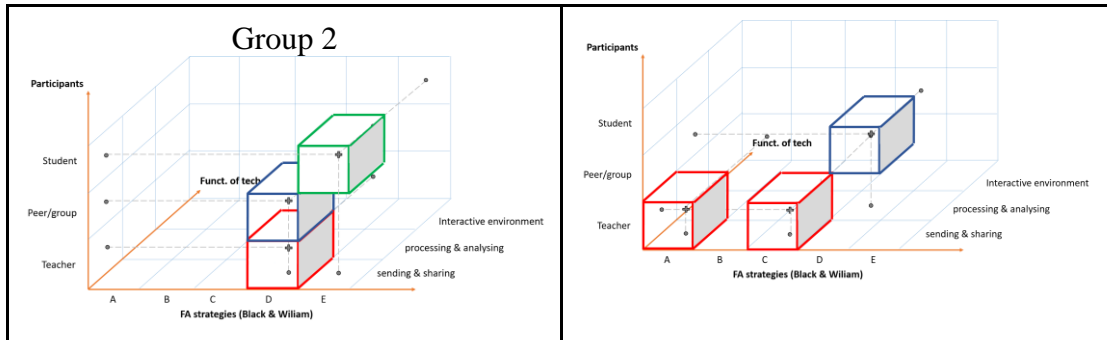 Group 2
Participants
Student
Funct. of tech
Peer/group
Interactive environment
processing & analysing
Teacher
sending & sharing
A B C D E
FA strategies (Black & Wiliam)
Participants
Student
Funct. of tech
Peer/group
Interactive environment
processing & analysing
Teacher
sending & sharing
A B C D E
FA strategies (Black & Wiliam)